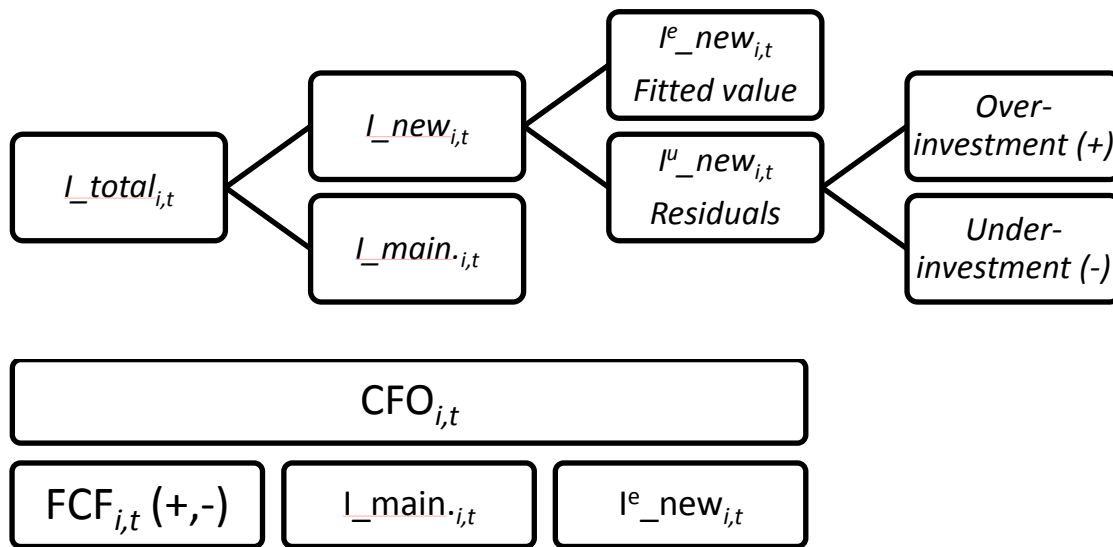 I_total_i,t
I_new_i,t
I_main._i,t
I^e_new_i,t
Fitted value
I^u_new_i,t
Residuals
Over-
investment (+)
Under-
investment (-)
CFO_i,t
FCF_i,t (+,-)
I_main._i,t
I^e_new_i,t